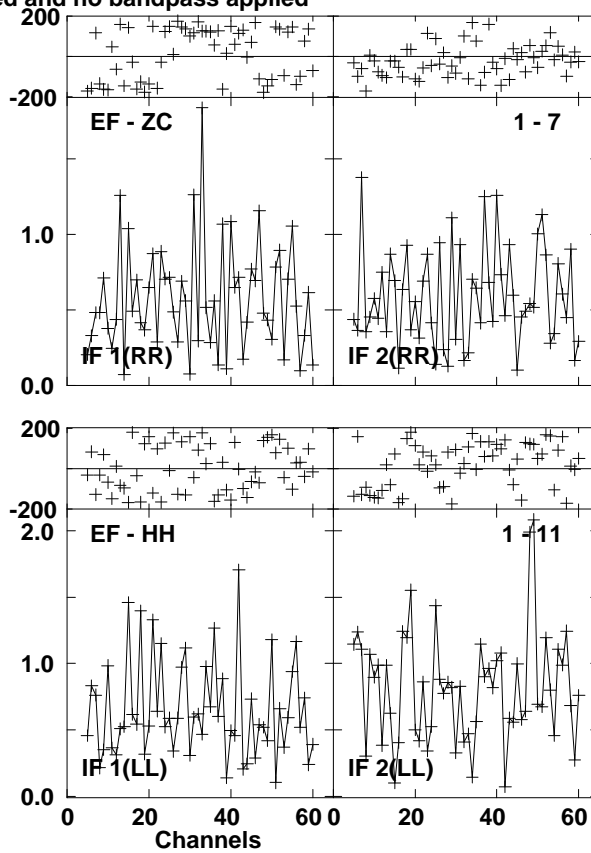 ed and no bandpass applied
200
-200
EF - ZC
1 - 7
1.0
IF 1(RR)
IF 2(RR)
0.0
200
-200
2.0
EF - HH
1 - 11
1.0
IF 1(LL)
IF 2(LL)
0.0
0 20 40 60 0 20 40 60
Channels